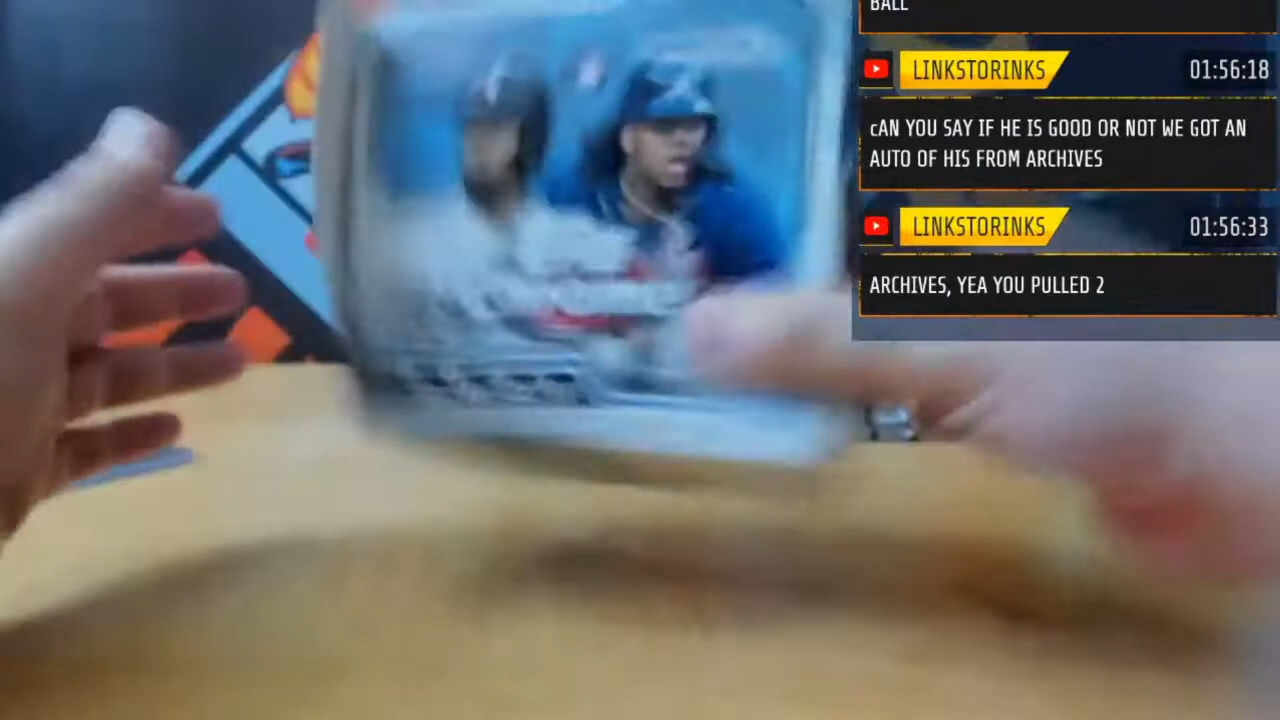 BALL
LINKSTORINKS 01:56:18
cAN YOU SAY IF HE IS GOOD OR NOT WE GOT AN
AUTO OF HIS FROM ARCHIVES
LINKSTORINKS 01:56:33
ARCHIVES, YEA YOU PULLED 2